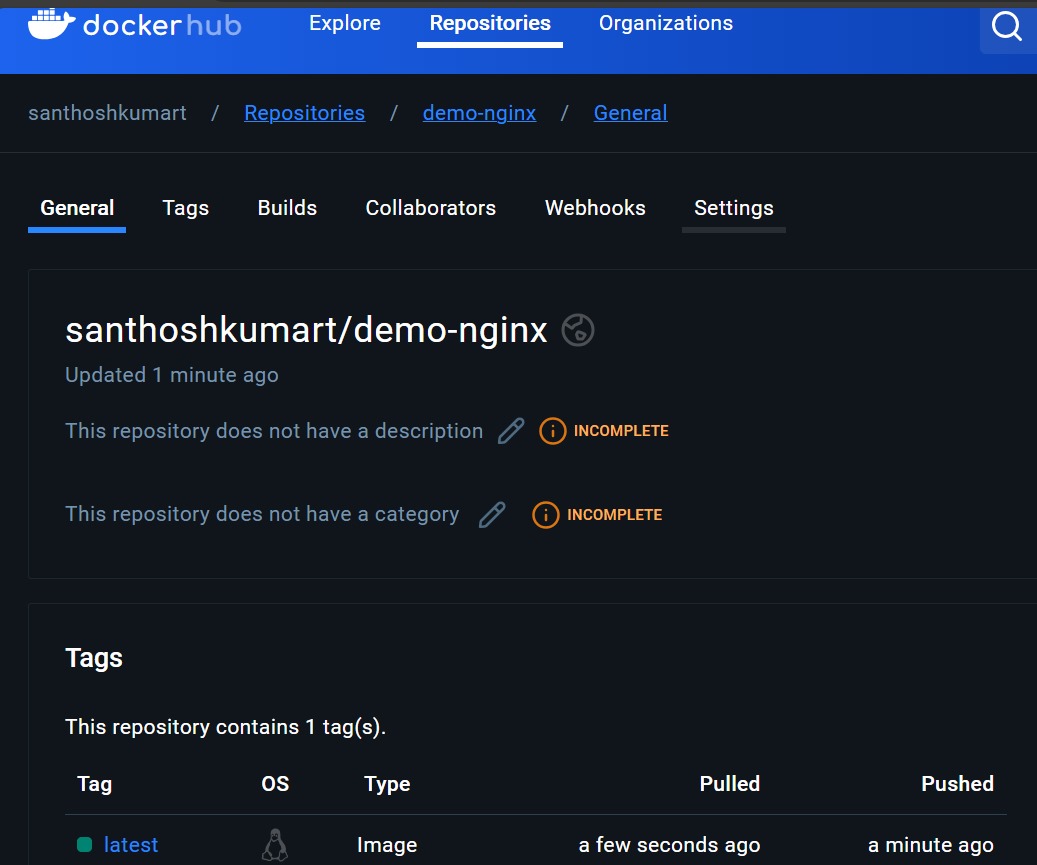 dockerhub Explore Repositories Organizations
santhoshkumart / Repositories / demo-nginx / General
General Tags Builds Collaborators Webhooks Settings
santhoshkumart/demo-nginx
Updated 1 minute ago
This repository does not have a description INCOMPLETE
This repository does not have a category INCOMPLETE
Tags
This repository contains 1 tag(s).
Tag OS Type Pulled Pushed
latest Image a few seconds ago a minute ago